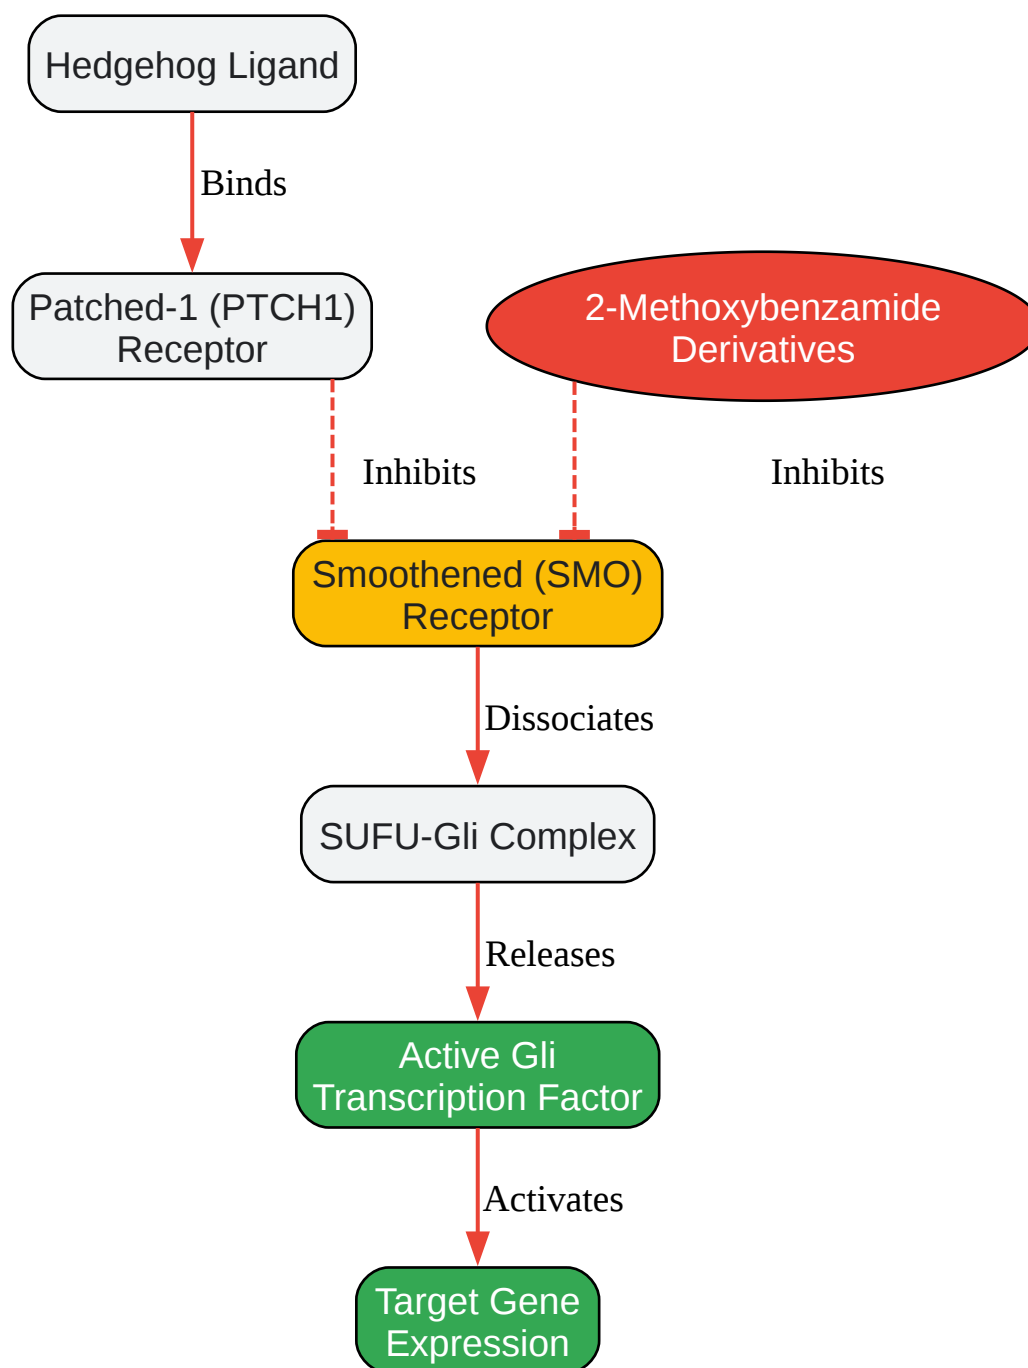 Hedgehog Ligand
Binds
Patched-1 (PTCH1)
Receptor
2-Methoxybenzamide
Derivatives
Inhibits
Inhibits
Smoothened (SMO)
Receptor
Dissociates
SUFU-Gli Complex
Releases
Active Gli
Transcription Factor
Activates
Target Gene
Expression